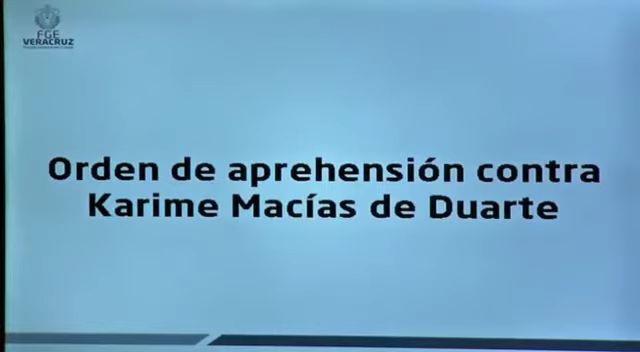 FGE
VERACRUZ
Orden de aprehensión contra
Karime Macías de Duarte